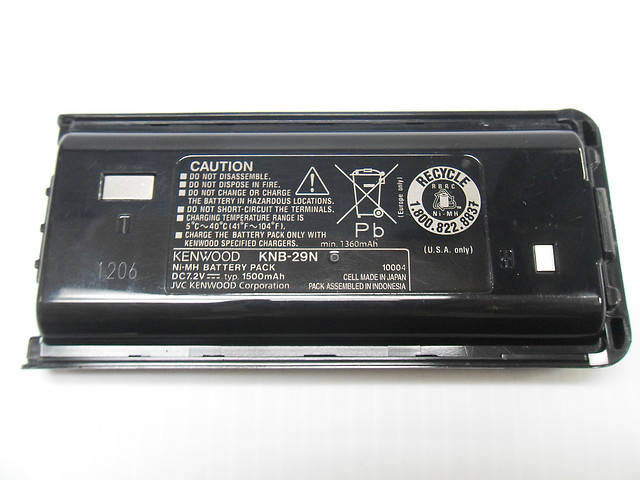 CAUTION
■ DO NOT DISASSEMBLE.
■ DO NOT DISPOSE IN FIRE.
■ DO NOT CHANGE OR CHARGE
THE BATTERY IN HAZARDOUS LOCATIONS.
■ DO NOT SHORT-CIRCUIT THE TERMINALS.
■ CHARGING TEMPERATURE RANGE IS
5°C～40°C(41°F～104°F).
■ CHARGE THE BATTERY PACK ONLY WITH
KENWOOD SPECIFIED CHARGERS.
min. 1360mAh
Pb
(Europe only)
RECYCLE
RBRC
Ni-MH
1.800.822.8837
(U.S.A. only)
KENWOOD KNB-29N
Ni-MH BATTERY PACK 10004
DC7.2V typ. 1500mAh CELL MADE IN JAPAN
JVC KENWOOD Corporation PACK ASSEMBLED IN INDONESIA
T
1206